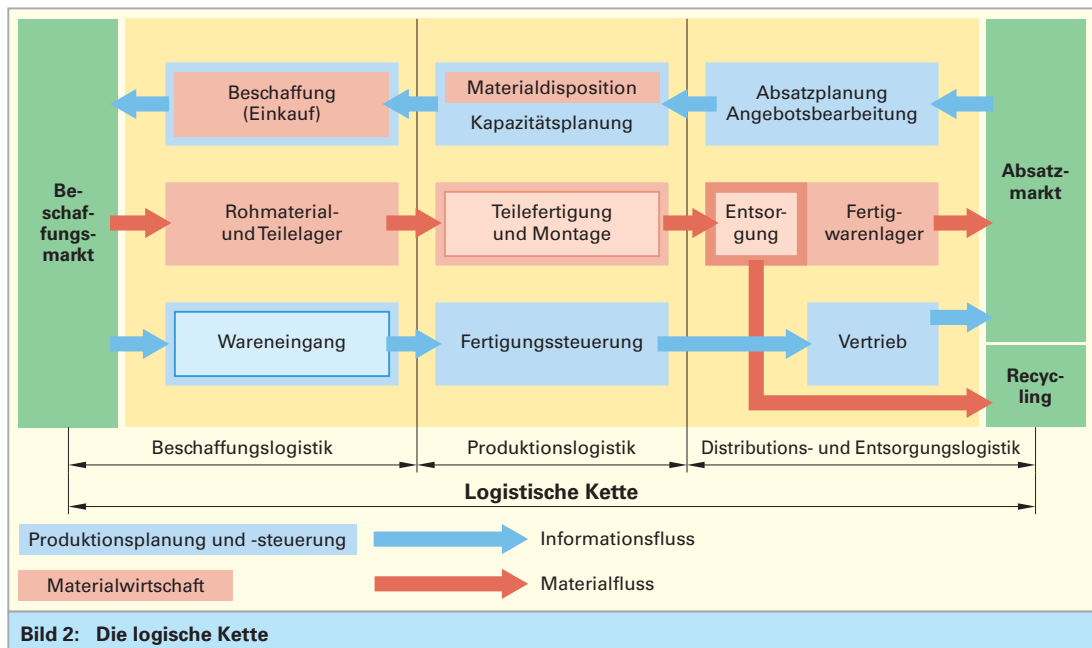 Beschaffung
(Einkauf)
Materialdisposition
Kapazitätsplanung
Absatzplanung
Angebotsbearbeitung
Be-
schaf-
fungs-
markt
Rohmaterial-
und Teilelager
Teilefertigung
und Montage
Entsor-
gung
Fertig-
warenlager
Absatz-
markt
Wareneingang
Fertigungssteuerung
Vertrieb
Recyc-
ling
Beschaffungslogistik
Produktionslogistik
Distributions- und Entsorgungslogistik
Logistische Kette
Produktionsplanung und -steuerung
Informationsfluss
Materialwirtschaft
Materialfluss
Bild 2: Die logische Kette